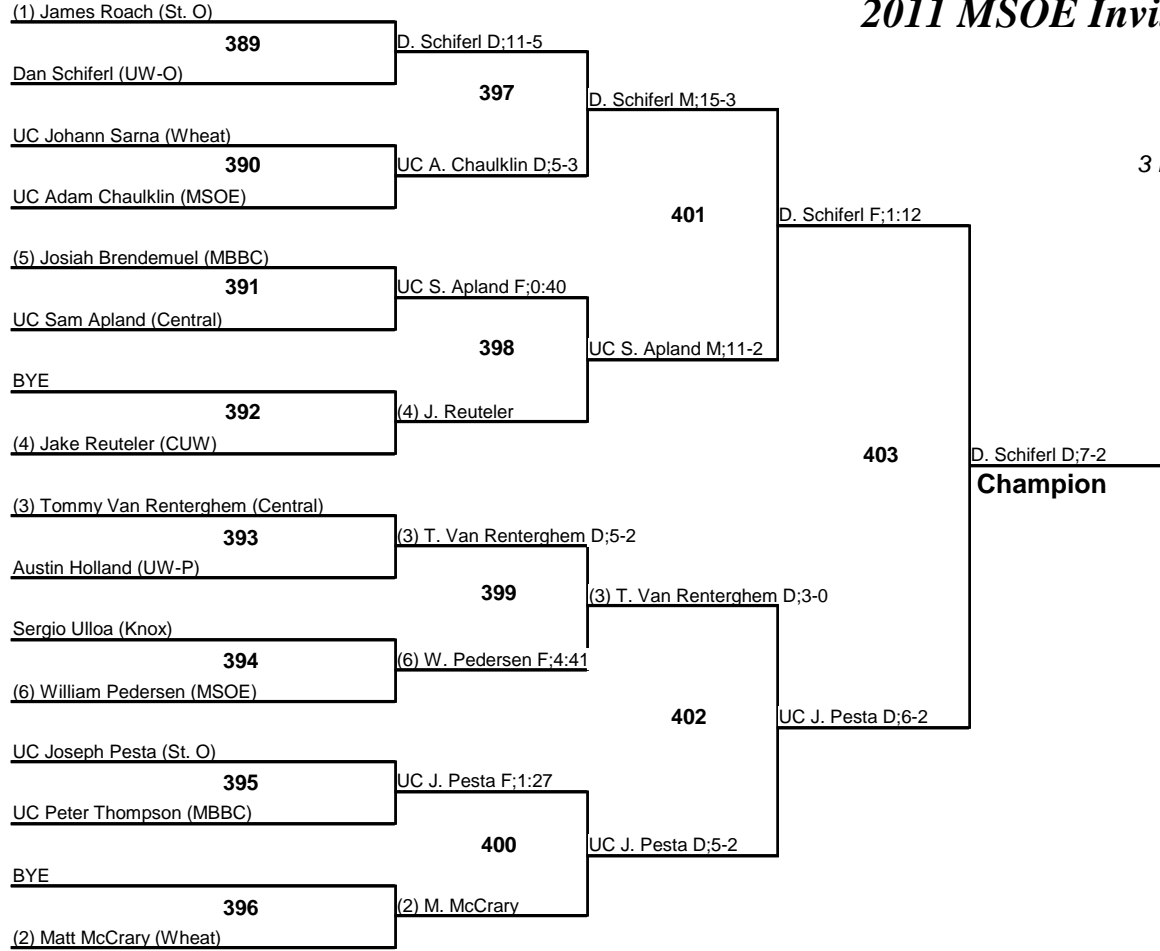 2011 MSOE
(1) James Roach (St. O)
389
Dan Schiferl (UW-O)
D. Schiferl D;11-5
397
UC Johann Sarna (Wheat)
390
UC Adam Chaulklin (MSOE)
UC A. Chaulklin D;5-3
D. Schiferl M;15-3
401
(5) Josiah Brendemuel (MBBC)
391
UC Sam Apland (Central)
UC S. Apland F;0:40
398
BYE
392
(4) Jake Reuteler (CUW)
(4) J. Reuteler
UC S. Apland M;11-2
D. Schiferl F;1:12
403
(3) Tommy Van Renterghem (Central)
393
Austin Holland (UW-P)
(3) T. Van Renterghem D;5-2
399
Sergio Ulloa (Knox)
394
(6) William Pedersen (MSOE)
(6) W. Pedersen F;4:41
(3) T. Van Renterghem D;3-0
402
UC Joseph Pesta (St. O)
395
UC Peter Thompson (MBBC)
UC J. Pesta F;1:27
400
BYE
396
(2) Matt McCrary (Wheat)
(2) M. McCrary
UC J. Pesta D;5-2
UC J. Pesta D;6-2
D. Schiferl D;7-2
Champion
3